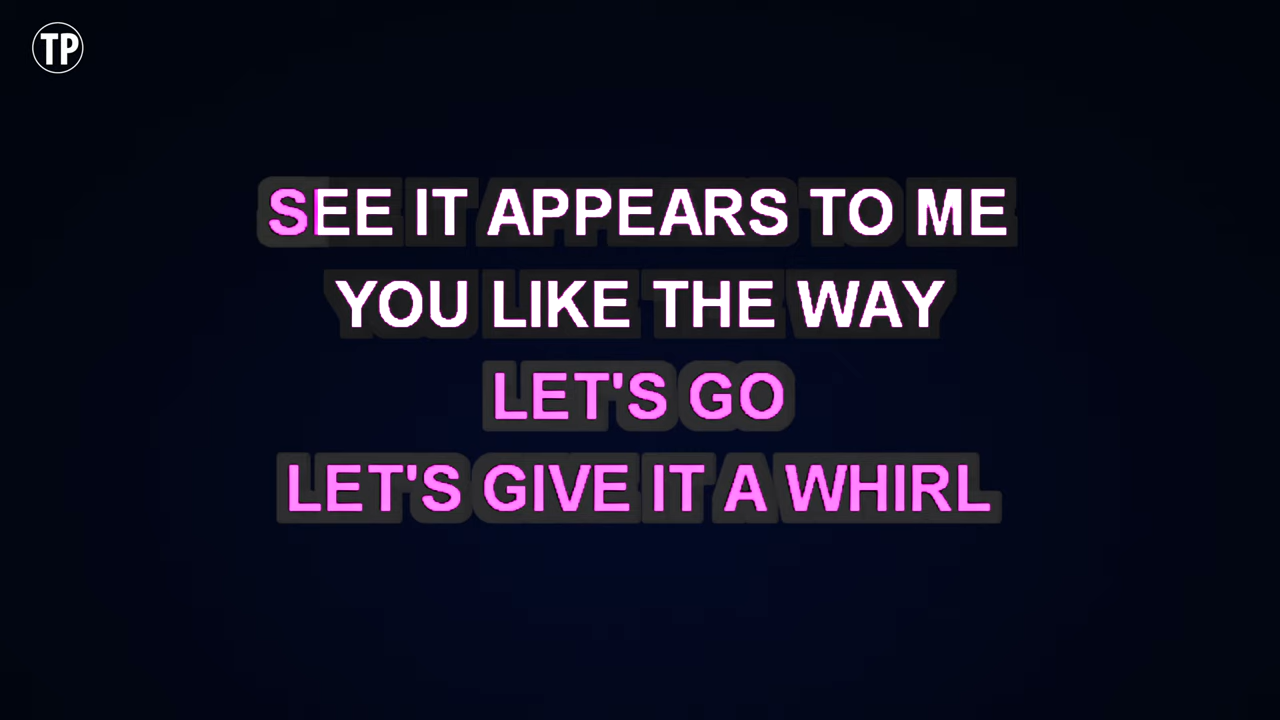 TP
SEE IT APPEARS TO ME
YOU LIKE THE WAY
LET'S GO
LET'S GIVE IT A WHIRL